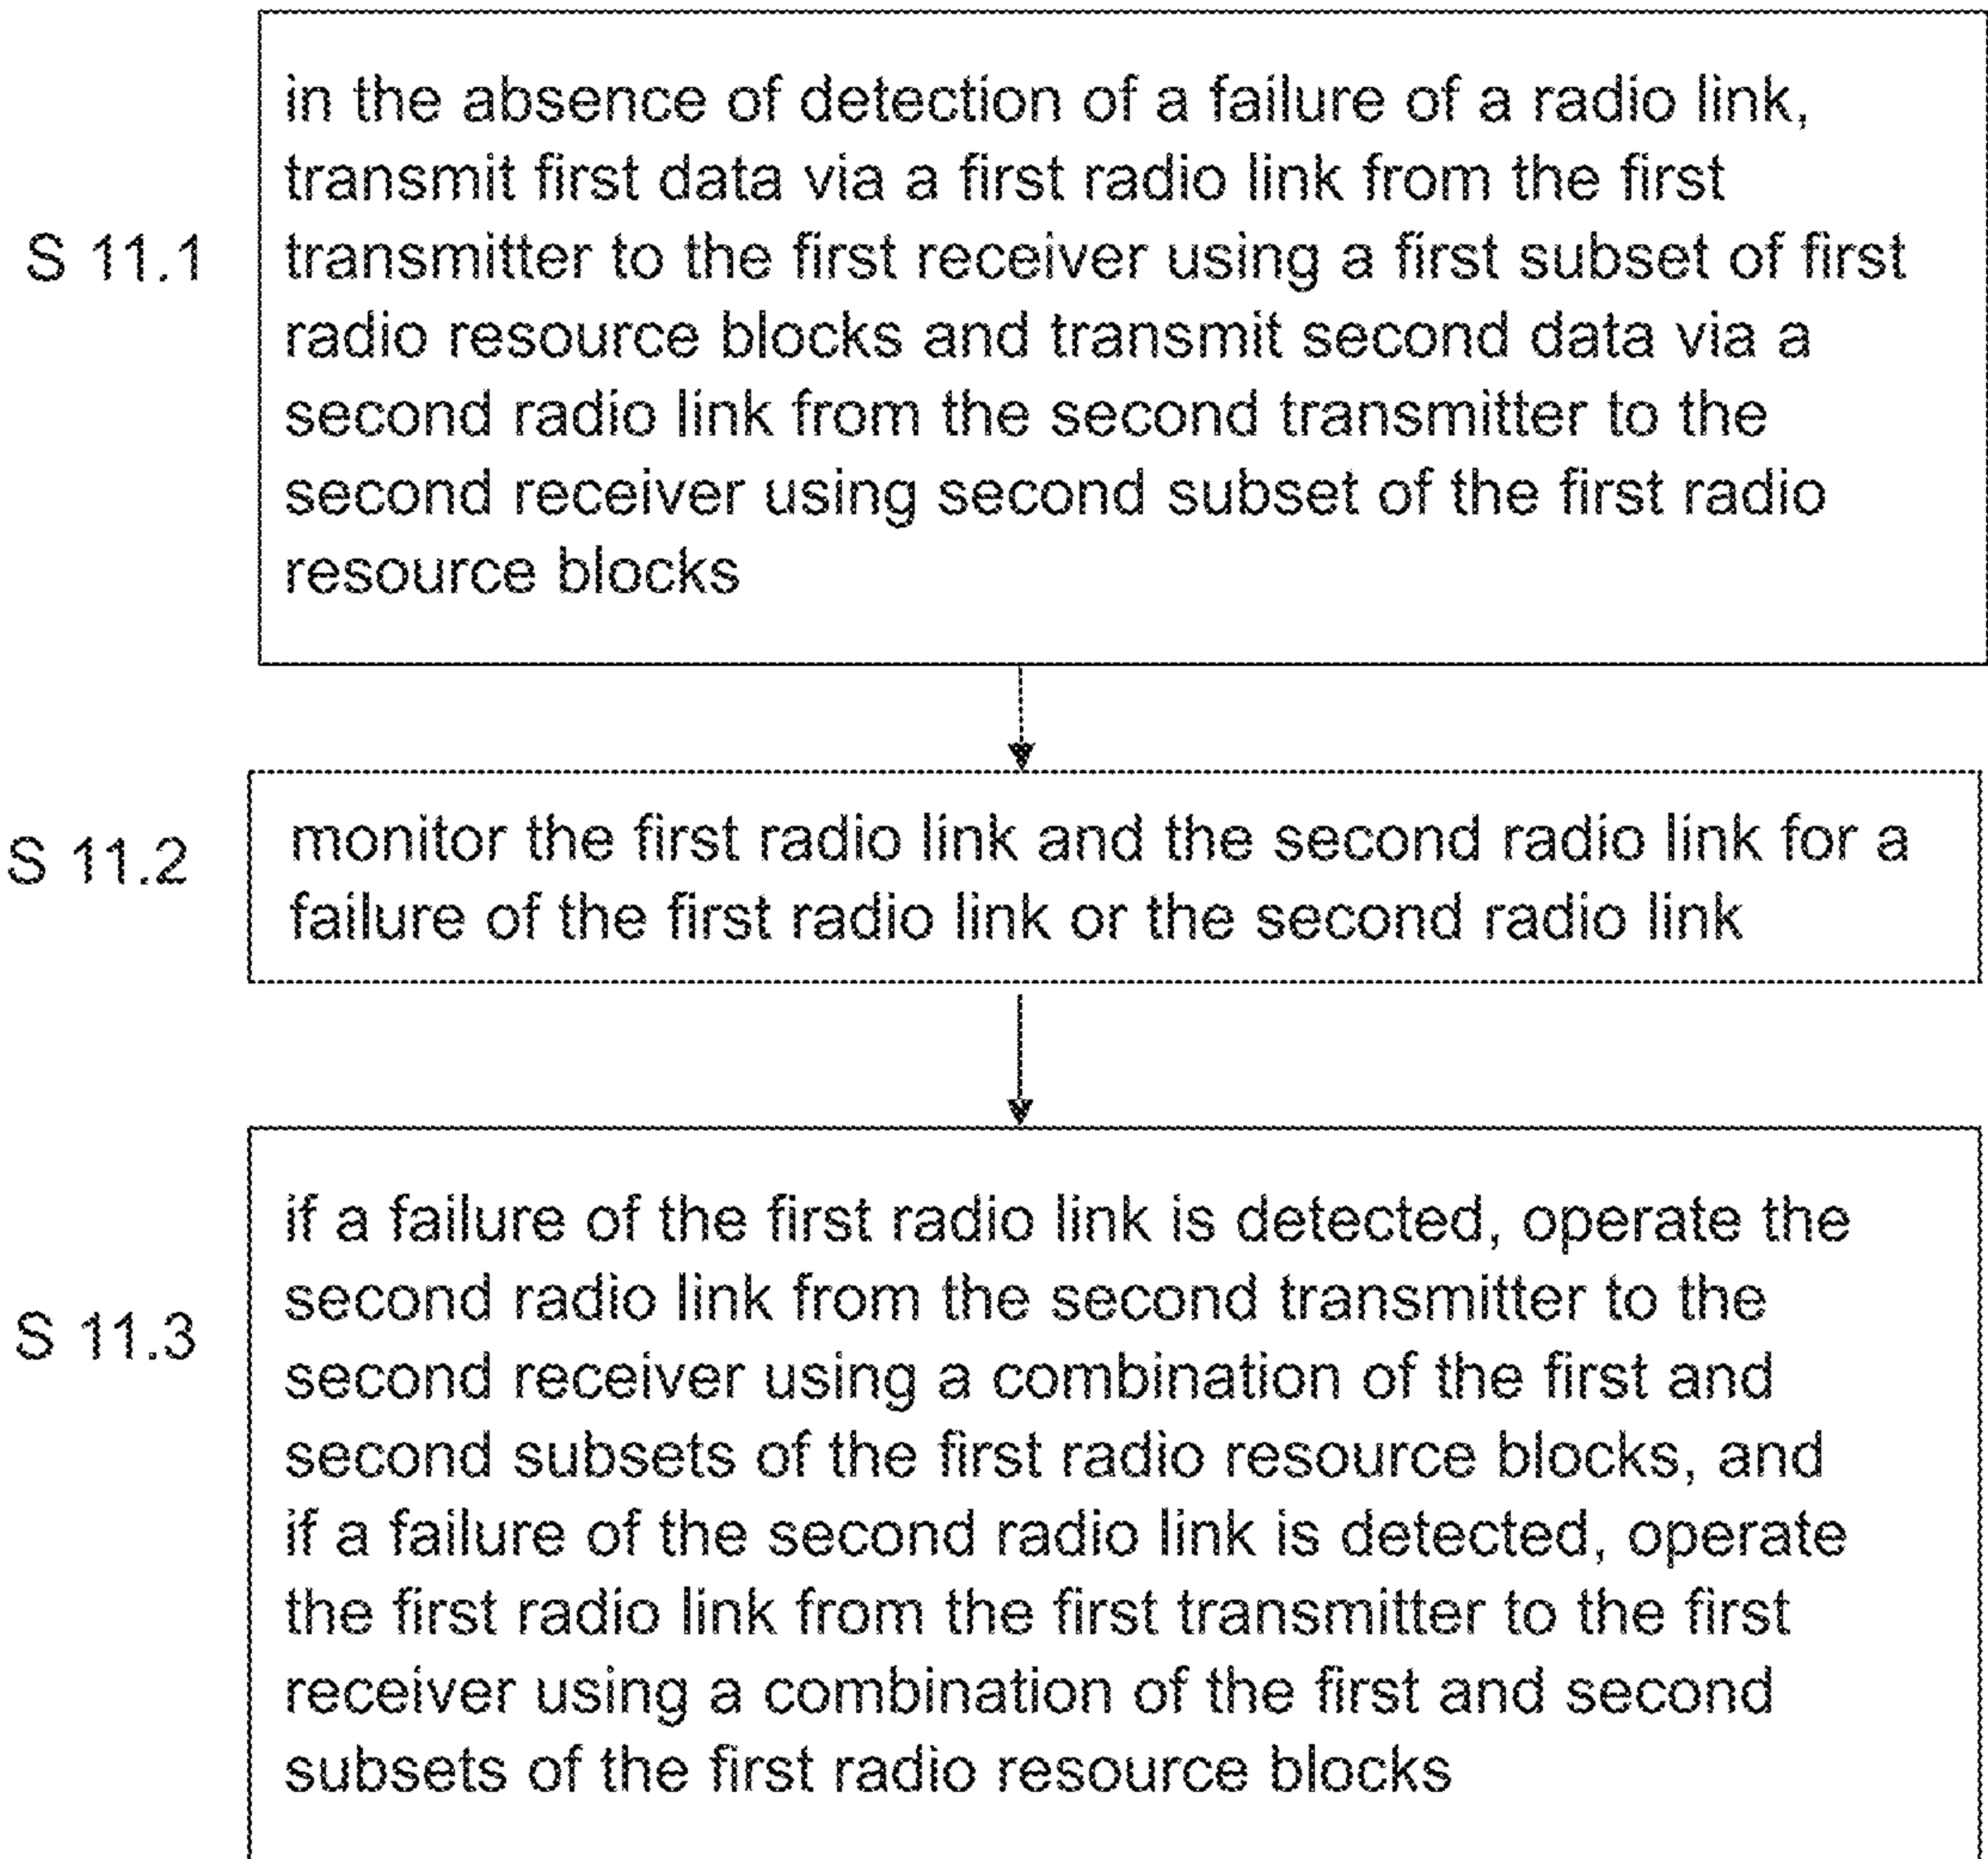 in the absence of detection of a failure of a radio link,
transmit first data via a first radio link from the first
S 11.1 transmitter to the first receiver using a first subset of first
radio resource blocks and transmit second data via a
second radio link from the second transmitter to the
second receiver using second subset of the first radio
resource blocks
S 11.2 monitor the first radio link and the second radio link for a
failure of the first radio link or the second radio link
if a failure of the first radio link is detected, operate the
second radio link from the second transmitter to the
S 11.3 second receiver using a combination of the first and
second subsets of the first radio resource blocks, and
if a failure of the second radio link is detected, operate
the first radio link from the first transmitter to the first
receiver using a combination of the first and second
subsets of the first radio resource blocks